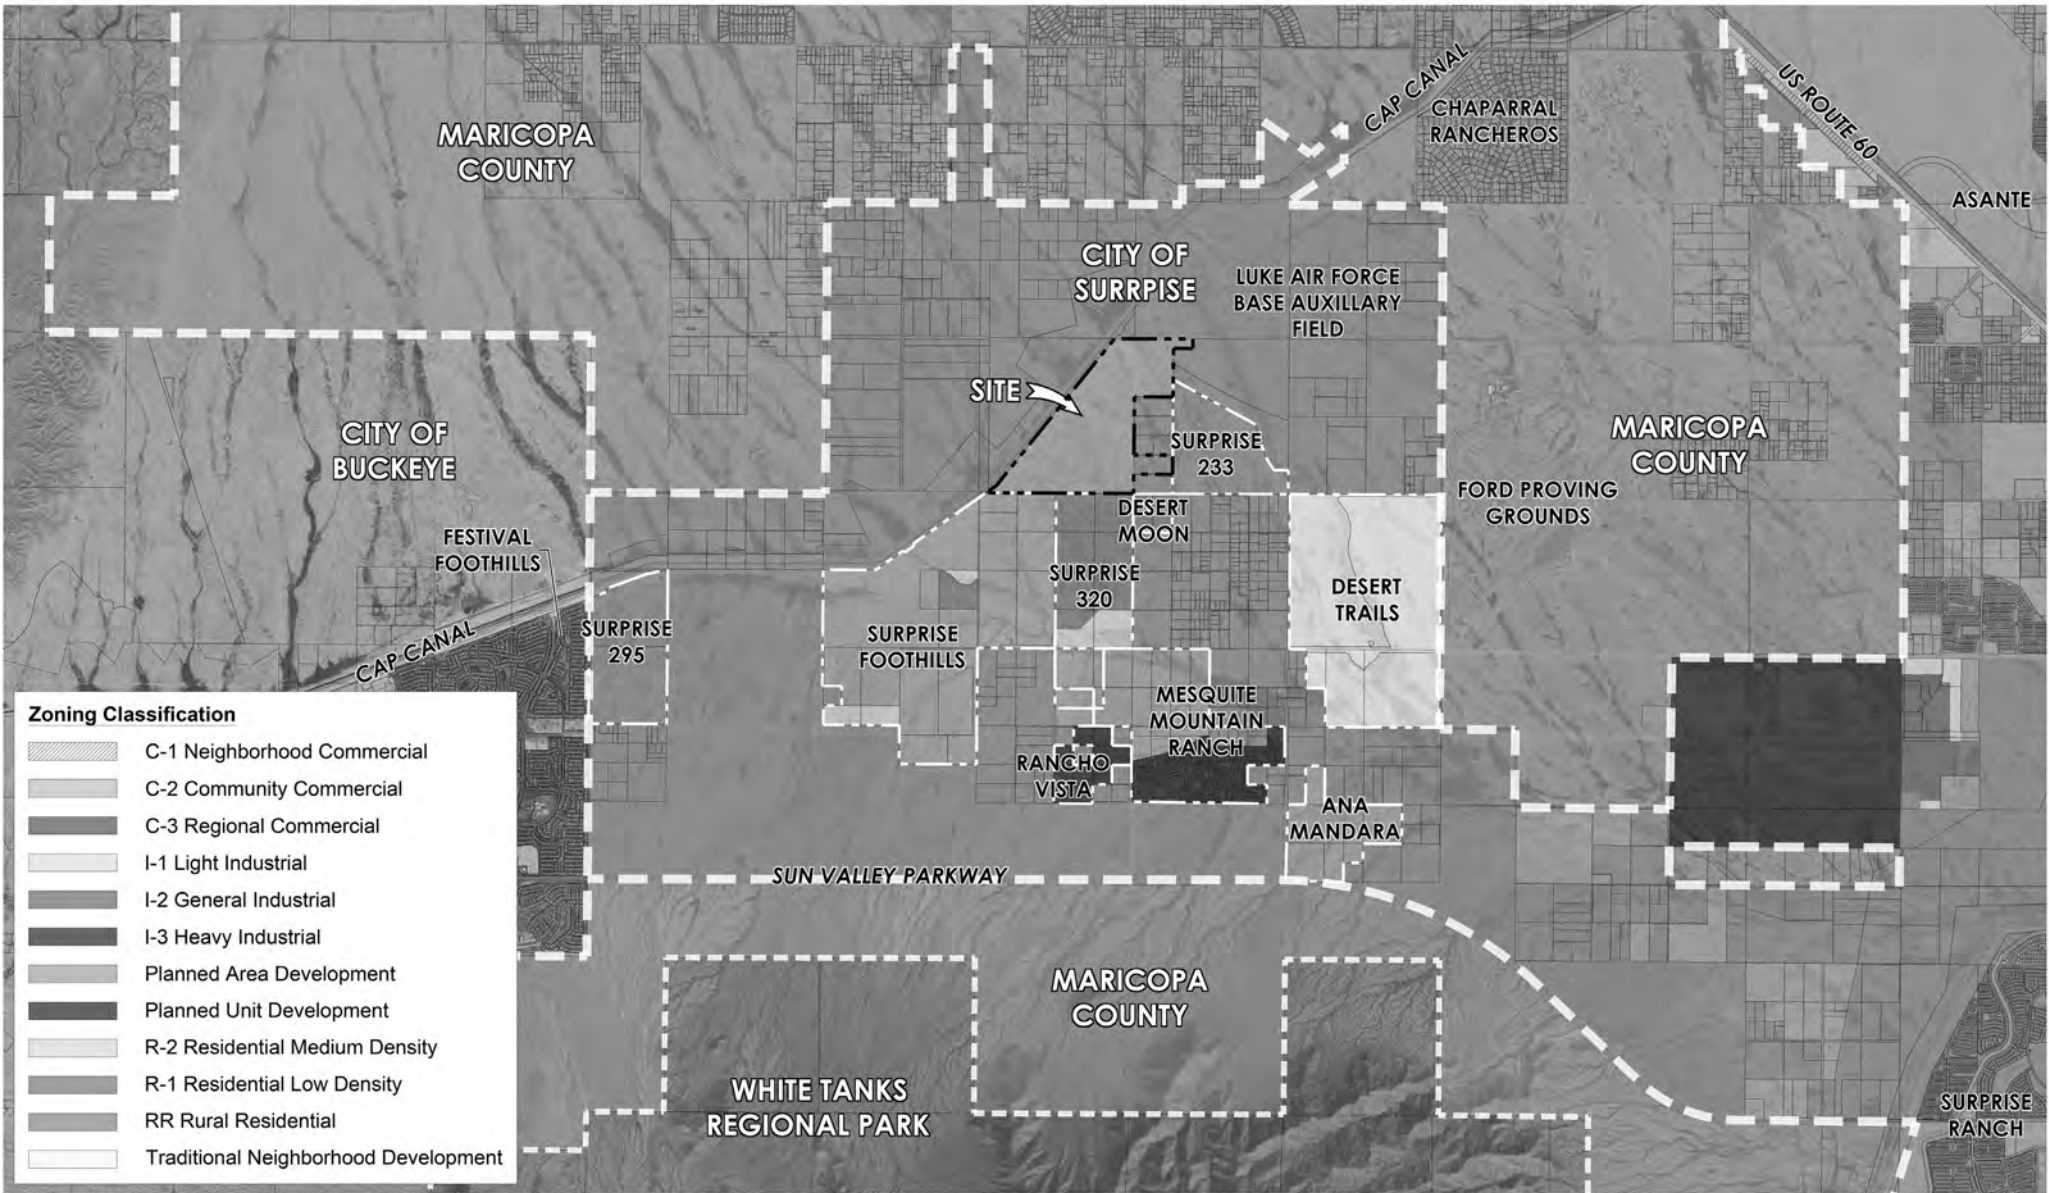 MARICOPA
COUNTY
CAP CANAL
CHAPARRAL
RANCHEROS
US ROUTE 60
ASANTE
CITY OF
SURRPISE
LUKE AIR FORCE
BASE AUXILLARY
FIELD
SITE
CITY OF
BUCKEYE
SURPRISE
233
MARICOPA
COUNTY
FORD PROVING
GROUNDS
DESERT
MOON
FESTIVAL
FOOTHILLS
SURPRISE
320
DESERT
TRAILS
SURPRISE
295
CAP CANAL
SURPRISE
FOOTHILLS
MESQUITE
MOUNTAIN
RANCH
RANCHO
VISTA
ANA
MANDARA
SUN VALLEY PARKWAY
MARICOPA
COUNTY
WHITE TANKS
REGIONAL PARK
SURPRISE
RANCH
Zoning Classification
C-1 Neighborhood Commercial
C-2 Community Commercial
C-3 Regional Commercial
I-1 Light Industrial
I-2 General Industrial
I-3 Heavy Industrial
Planned Area Development
Planned Unit Development
R-2 Residential Medium Density
R-1 Residential Low Density
RR Rural Residential
Traditional Neighborhood Development